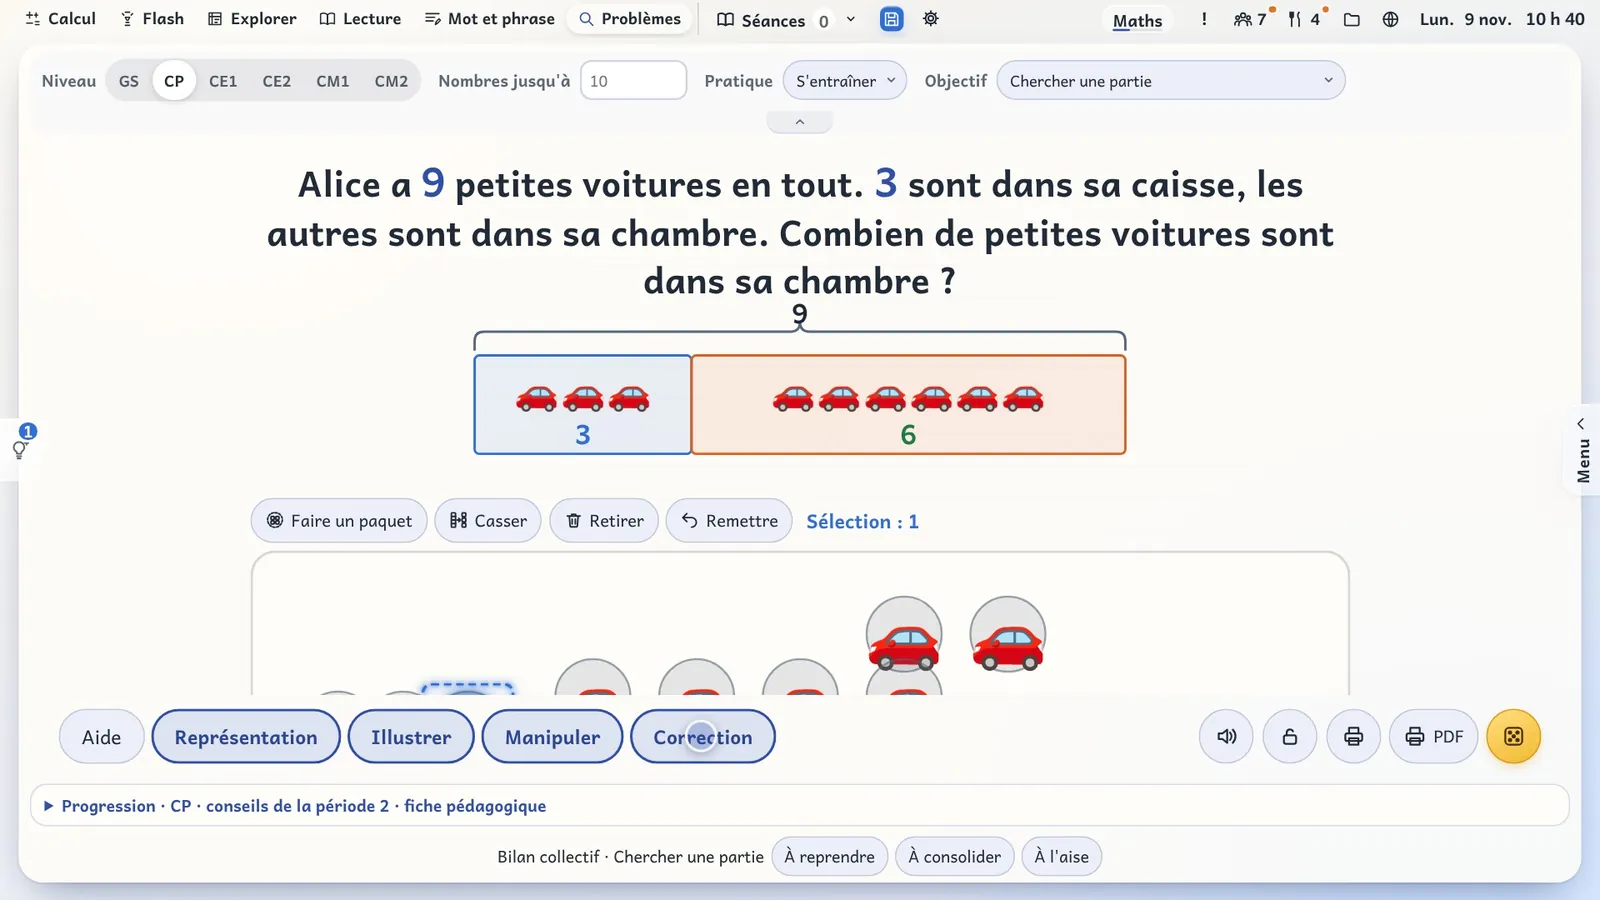 Calcul Flash Explorer Lecture Mot et phrase Problèmes Séances 0 Maths ! 7 4 Lun. 9 nov. 10 h 40
Niveau GS CP CE1 CE2 CM1 CM2 Nombres jusqu'à 10 Pratique S'entraîner Objectif Chercher une partie
Alice a 9 petites voitures en tout. 3 sont dans sa caisse, les
autres sont dans sa chambre. Combien de petites voitures sont
dans sa chambre ?
9
3 6
1
Menu
Faire un paquet Casser Retirer Remettre Sélection : 1
Aide Représentation Illustrer Manipuler Correction PDF
Progression · CP · conseils de la période 2 · fiche pédagogique
Bilan collectif · Chercher une partie À reprendre À consolider À l'aise